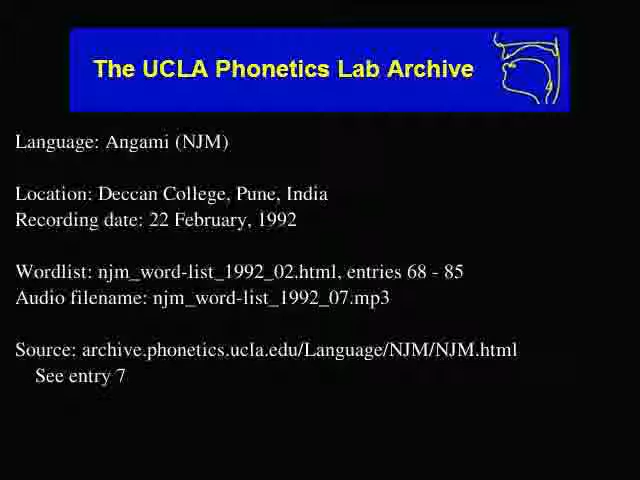 The UCLA Phonetics Lab Archive
Language: Angami (NJM)
Location: Deccan College, Pune, India
Recording date: 22 February, 1992
Wordlist: njm_word-list_1992_02.html, entries 68 - 85
Audio filename: njm_word-list_1992_07.mp3
Source: archive.phonetics.ucla.edu/Language/NJM/NJM.html
See entry 7